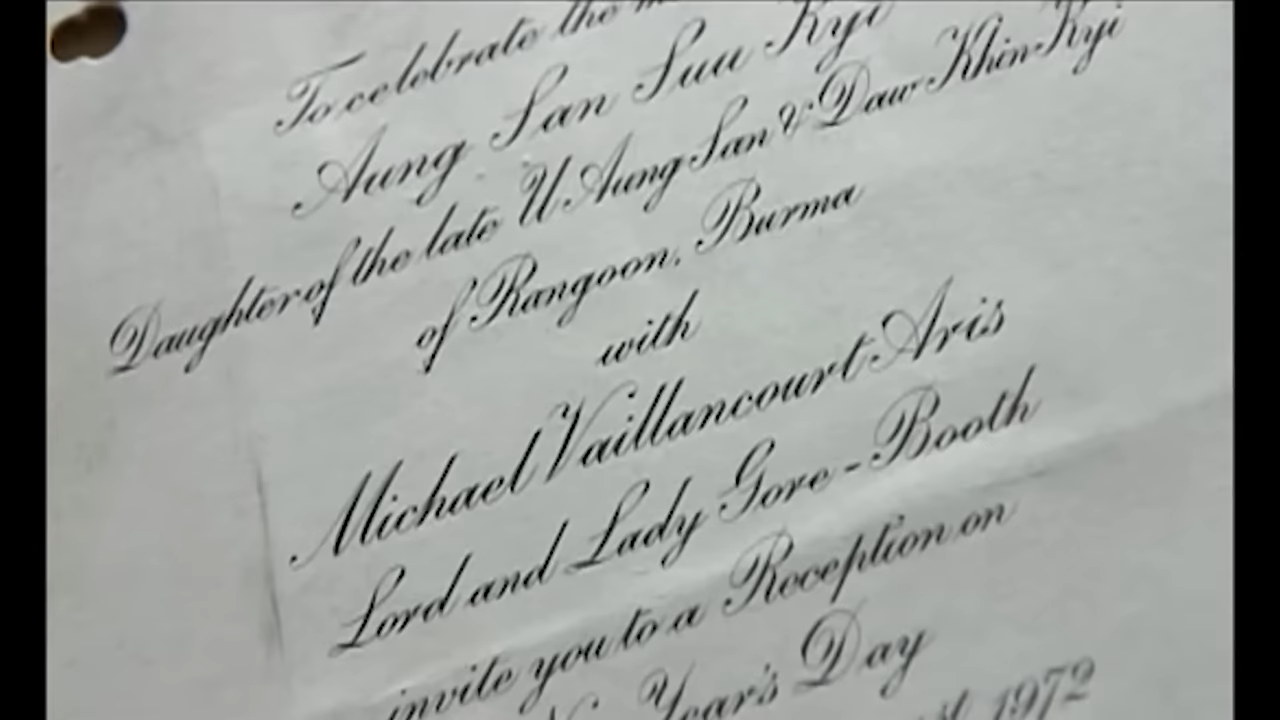 To celebrate the
Aung San Suu Kyi
Daughter of the late U Aung San & Daw Khin Kyi
of Rangoon, Burma
with
Michael Vaillancourt Aris
Lord and Lady Gore-Booth
invite you to a Reception on
Year's Day
1972